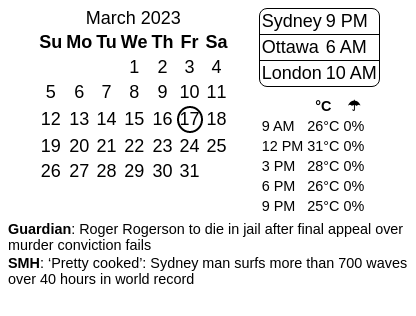 March 2023
Su Mo Tu We Th Fr Sa
1 2 3 4
5 6 7 8 9 10 11
12 13 14 15 16 17 18
19 20 21 22 23 24 25
26 27 28 29 30 31
Sydney 9 PM
Ottawa 6 AM
London 10 AM
°C ☂
9 AM 26°C 0%
12 PM 31°C 0%
3 PM 28°C 0%
6 PM 26°C 0%
9 PM 25°C 0%
Guardian: Roger Rogerson to die in jail after final appeal over
murder conviction fails
SMH: ‘Pretty cooked’: Sydney man surfs more than 700 waves
over 40 hours in world record